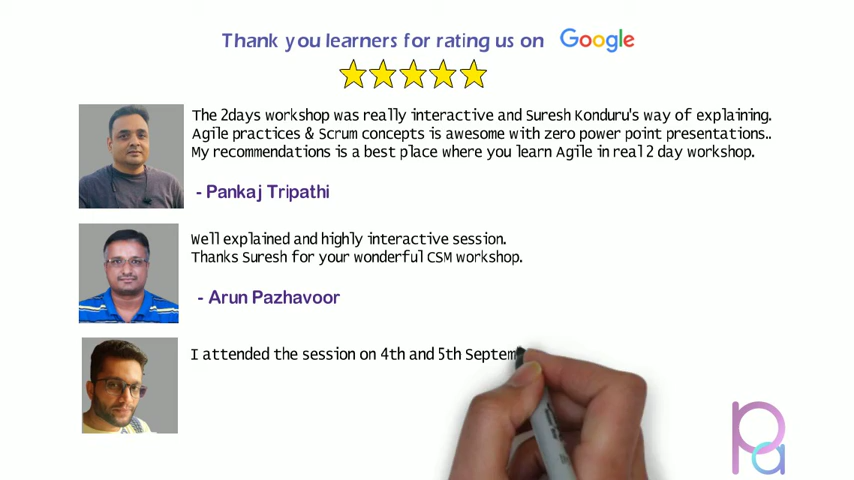 Thank you learners for rating us on Google
The 2days workshop was really interactive and Suresh Konduru's way of explaining.
Agile practices & Scrum concepts is awesome with zero power point presentations..
My recommendations is a best place where you learn Agile in real 2 day workshop.
- Pankaj Tripathi
Well explained and highly interactive session.
Thanks Suresh for your wonderful CSM workshop.
- Arun Pazhavoor
I attended the session on 4th and 5th Septem
pa